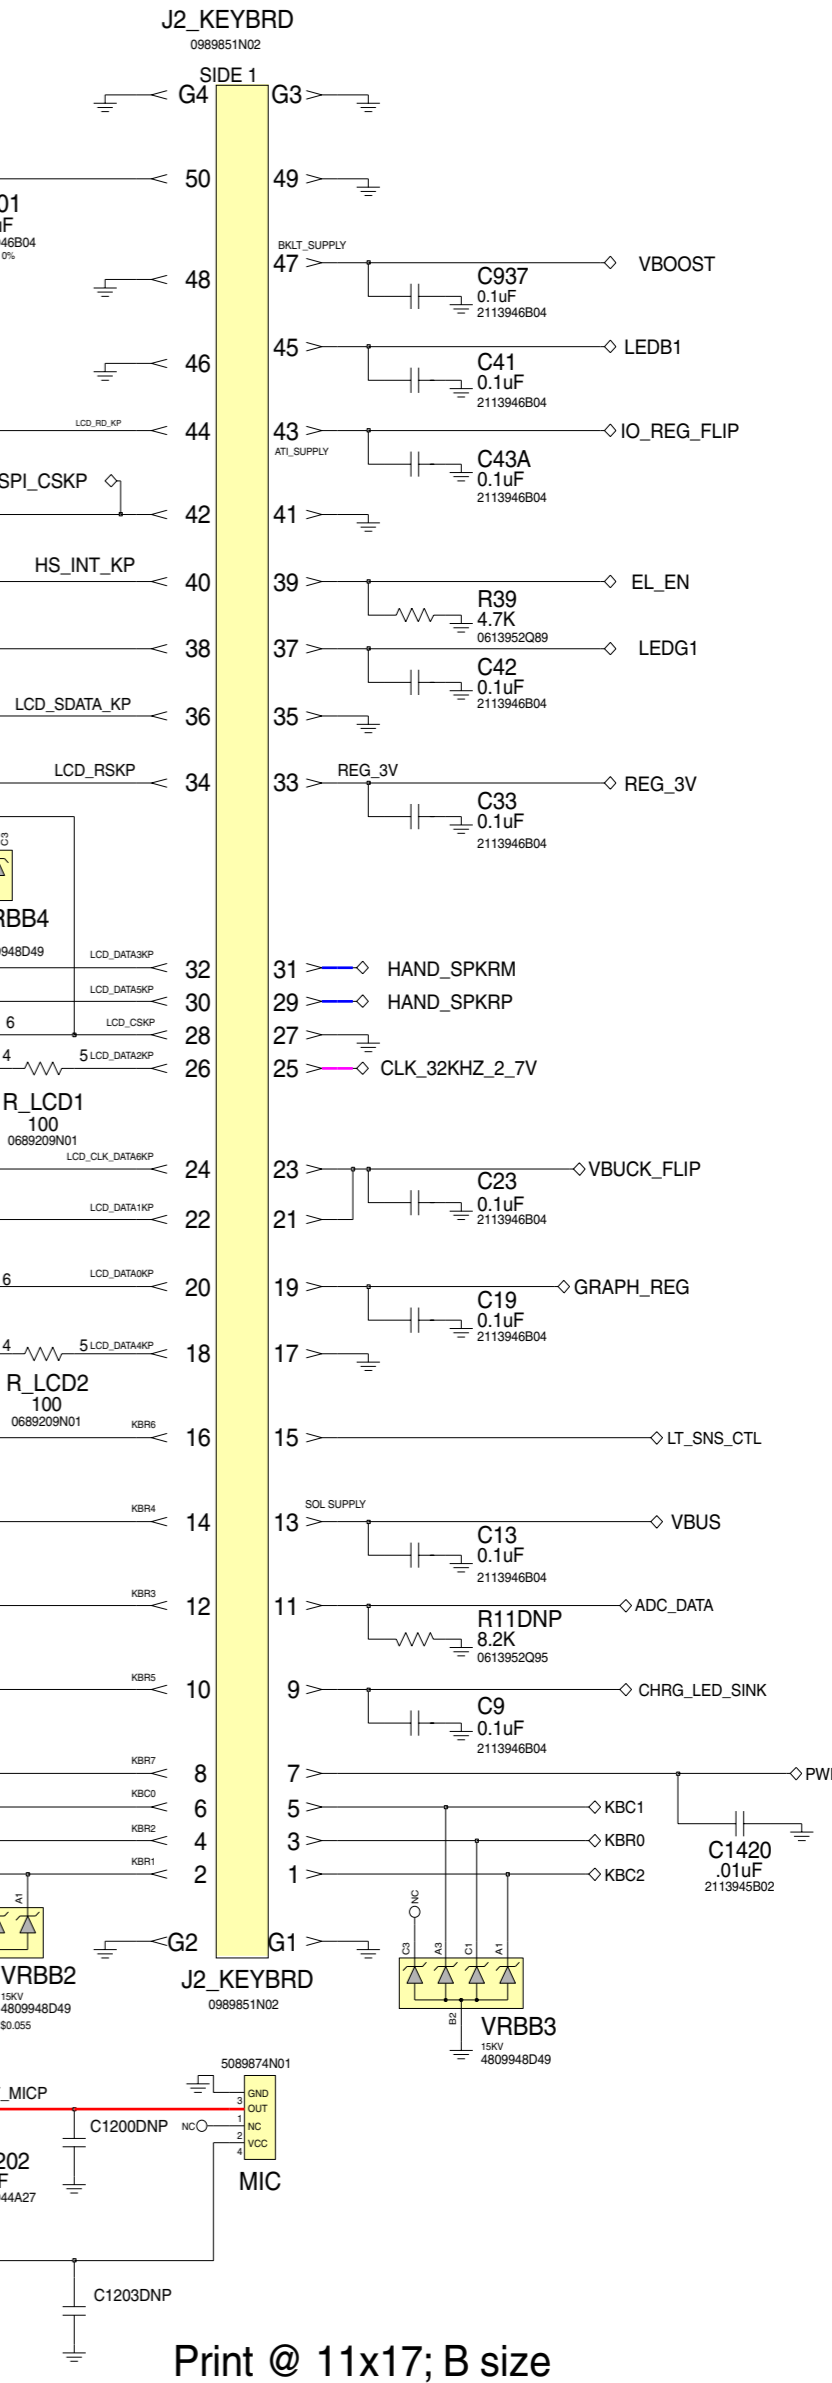 J2_KEYBRD
0989851N02
SIDE 1
G4 G3
50 49
01
uF
946B04
0%
BKLT_SUPPLY
47 VBOOST
48
C937
0.1uF
2113946B04
45 LEDB1
46
C41
0.1uF
2113946B04
LCD_RD_KP
44 43 IO_REG_FLIP
ATI_SUPPLY
C43A
0.1uF
2113946B04
SPI_CSKP
42 41
HS_INT_KP
40 39 EL_EN
R39
4.7K
0613952Q89
38 37 LEDG1
C42
0.1uF
2113946B04
LCD_SDATA_KP
36 35
LCD_RSKP
34 33 REG_3V REG_3V
C33
0.1uF
2113946B04
C3
RBB4
9948D49
LCD_DATA3KP
32 31 HAND_SPKRM
LCD_DATA5KP
30 29 HAND_SPKRP
6 LCD_CSKP
28 27
4 5 LCD_DATA2KP
26 25 CLK_32KHZ_2_7V
R_LCD1
100
0689209N01
LCD_CLK_DATA6KP
24 23 VBUCK_FLIP
C23
0.1uF
2113946B04
LCD_DATA1KP
22 21
6 LCD_DATA0KP
20 19 GRAPH_REG
C19
0.1uF
2113946B04
4 5 LCD_DATA4KP
18 17
R_LCD2
100
0689209N01
KBR6
16 15 LT_SNS_CTL
KBR4 SOL SUPPLY
14 13 VBUS
C13
0.1uF
2113946B04
KBR3
12 11 ADC_DATA
R11DNP
8.2K
0613952Q95
KBR5
10 9 CHRG_LED_SINK
C9
0.1uF
2113946B04
KBR7
8 7 PW
KBC0
6 5 KBC1
KBR2
4 3 KBR0
KBR1
2 1 KBC2
C1420
.01uF
2113945B02
A1
NC
C3 A3 C1 A1
G2 G1
VRBB2
15KV
4809948D49
$0.055
J2_KEYBRD
0989851N02
B2
VRBB3
15KV
4809948D49
5089874N01
_MICP
GND
3 OUT
1 NC
2 VCC
4
NC
C1200DNP
MIC
202
F
44A27
C1203DNP
Print @ 11x17; B size